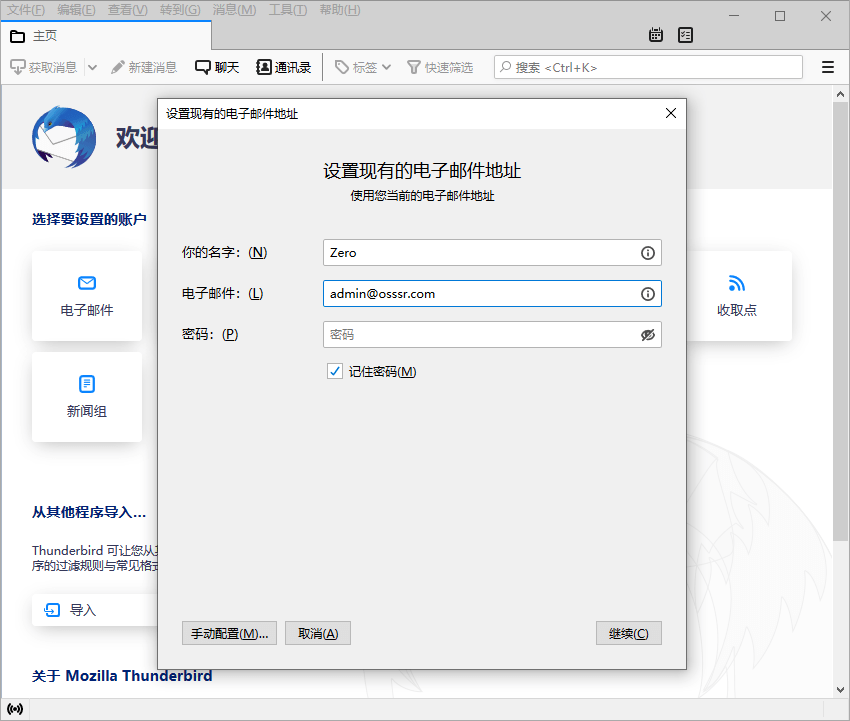 文件(F) 编辑(E) 查看(V) 转到(G) 消息(M) 工具(T) 帮助(H)
主页
获取消息 新建消息 聊天 通讯录 标签 快速筛选 搜索 <Ctrl+K>
欢迎
设置现有的电子邮件地址
设置现有的电子邮件地址
使用您当前的电子邮件地址
选择要设置的账户
你的名字：(N) Zero
电子邮件：(L) admin@osssr.com
密码：(P) 密码
记住密码(M)
电子邮件
收取点
新闻组
从其他程序导入...
Thunderbird 可让您从
序的过滤规则与常见格式
导入
手动配置(M)... 取消(A) 继续(C)
关于 Mozilla Thunderbird